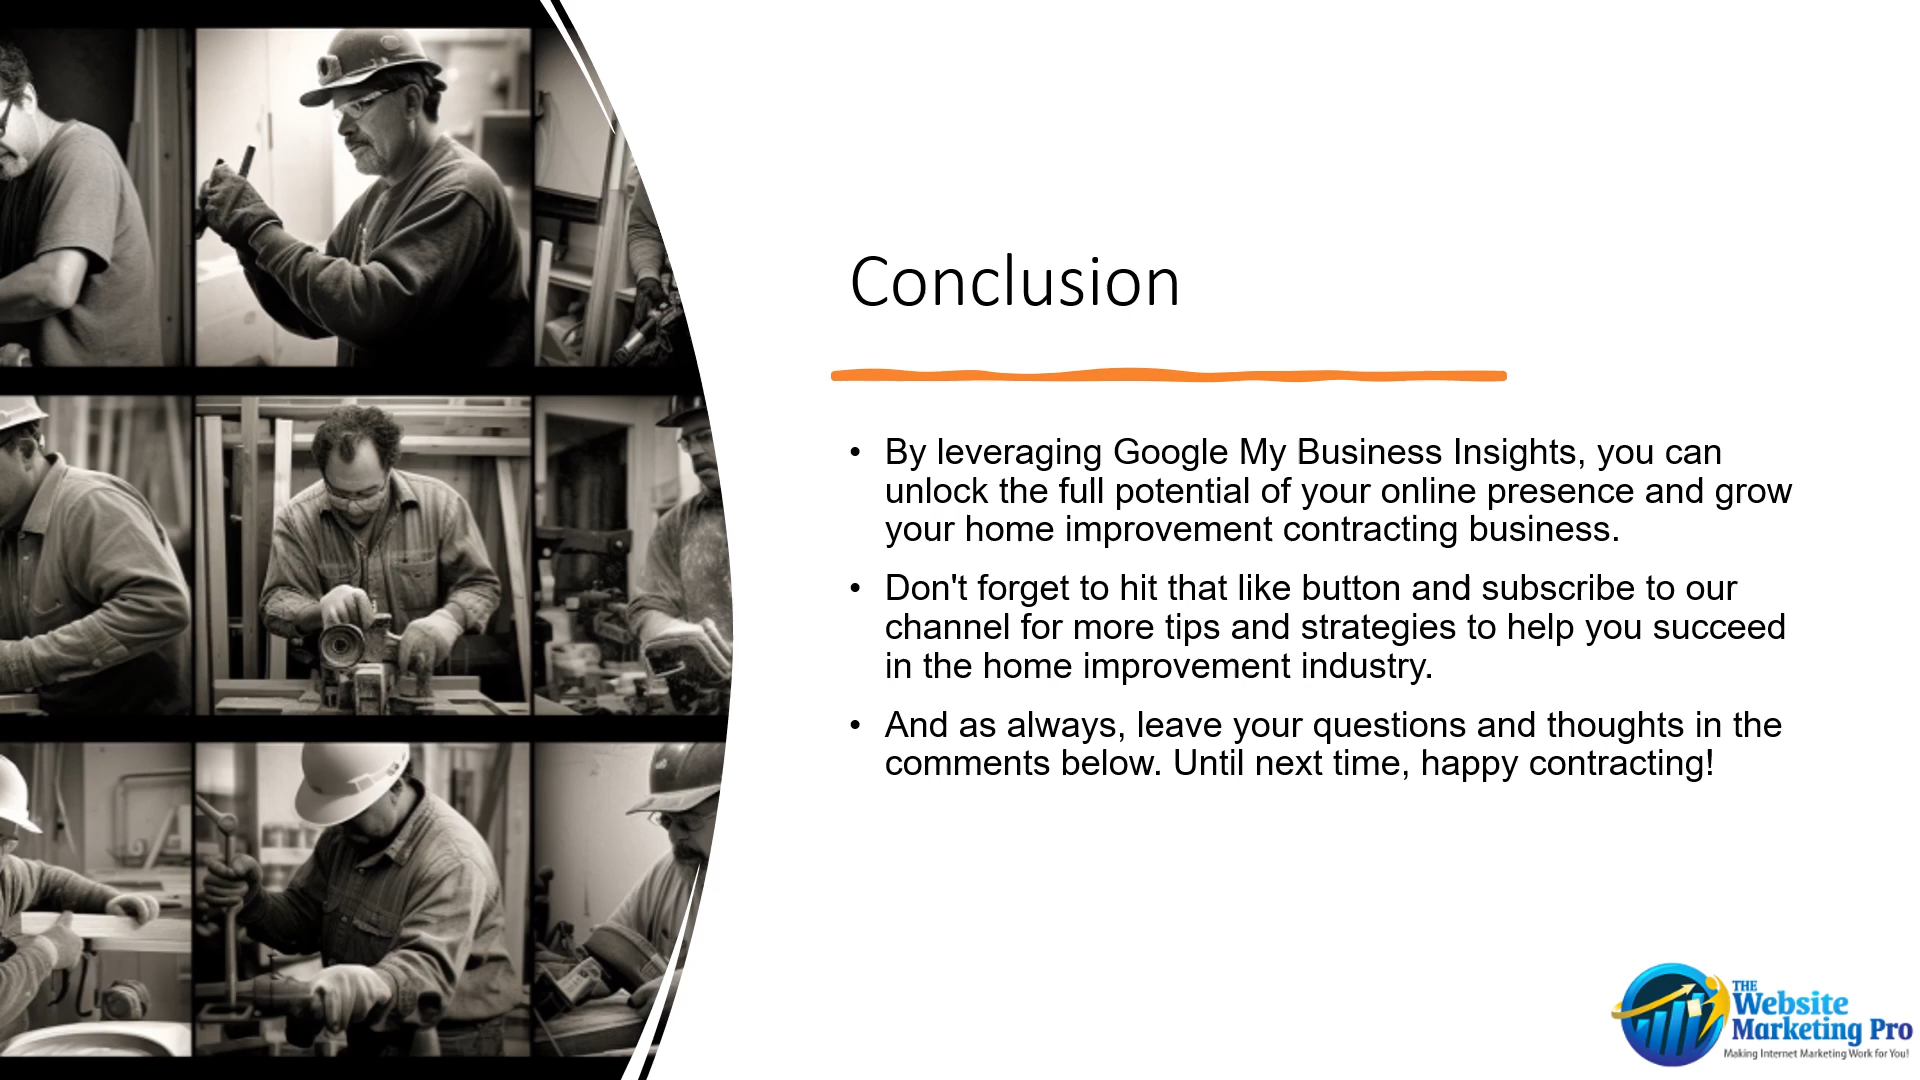 Conclusion
• By leveraging Google My Business Insights, you can
unlock the full potential of your online presence and grow
your home improvement contracting business.
• Don't forget to hit that like button and subscribe to our
channel for more tips and strategies to help you succeed
in the home improvement industry.
• And as always, leave your questions and thoughts in the
comments below. Until next time, happy contracting!
THE
Website
Marketing Pro
Making Internet Marketing Work for You!